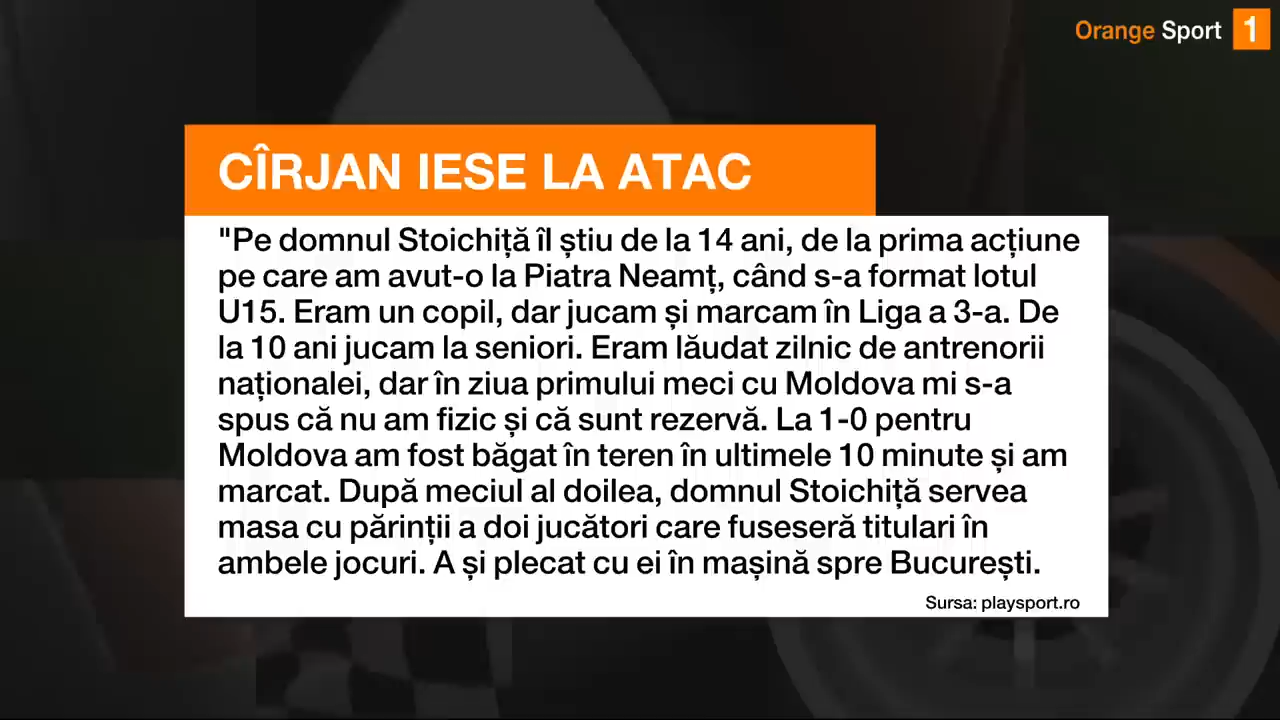 Orange Sport 1
CÎRJAN IESE LA ATAC
"Pe domnul Stoichiță îl știu de la 14 ani, de la prima acțiune
pe care am avut-o la Piatra Neamț, când s-a format lotul
U15. Eram un copil, dar jucam și marcam în Liga a 3-a. De
la 10 ani jucam la seniori. Eram lăudat zilnic de antrenorii
naționalei, dar în ziua primului meci cu Moldova mi s-a
spus că nu am fizic și că sunt rezervă. La 1-0 pentru
Moldova am fost băgat în teren în ultimele 10 minute și am
marcat. După meciul al doilea, domnul Stoichiță servea
masa cu părinții a doi jucători care fuseseră titulari în
ambele jocuri. A și plecat cu ei în mașină spre București.
Sursa: playsport.ro